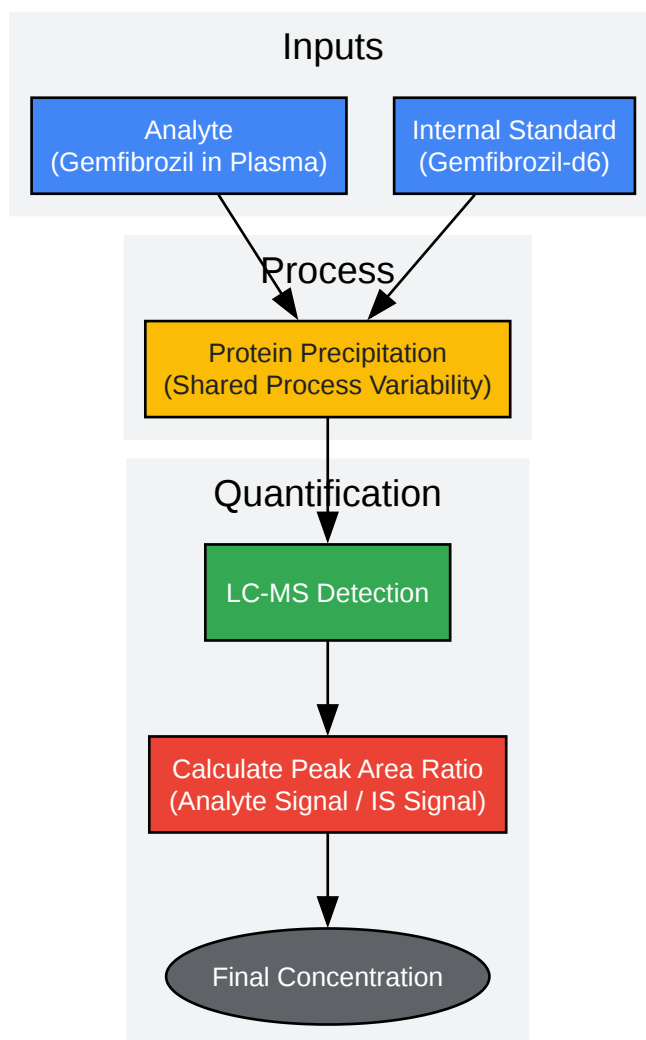 Inputs
Analyte
(Gemfibrozil in Plasma)
Internal Standard
(Gemfibrozil-d6)
Process
Protein Precipitation
(Shared Process Variability)
Quantification
LC-MS Detection
Calculate Peak Area Ratio
(Analyte Signal / IS Signal)
Final Concentration